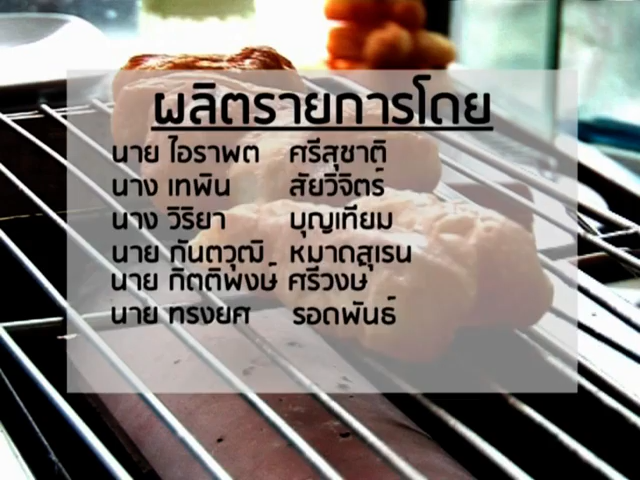 ผลิตรายการโดย
นาย ไอราพต ศรีสุชาติ
นาง เทพิน สัยวิจิตร์
นาง วิริยา บุญเทียม
นาย กันตวุฒิ หมาดสุเรน
นาย กิตติพงษ์ ศรีวงษ์
นาย ทรงยศ รอดพันธ์